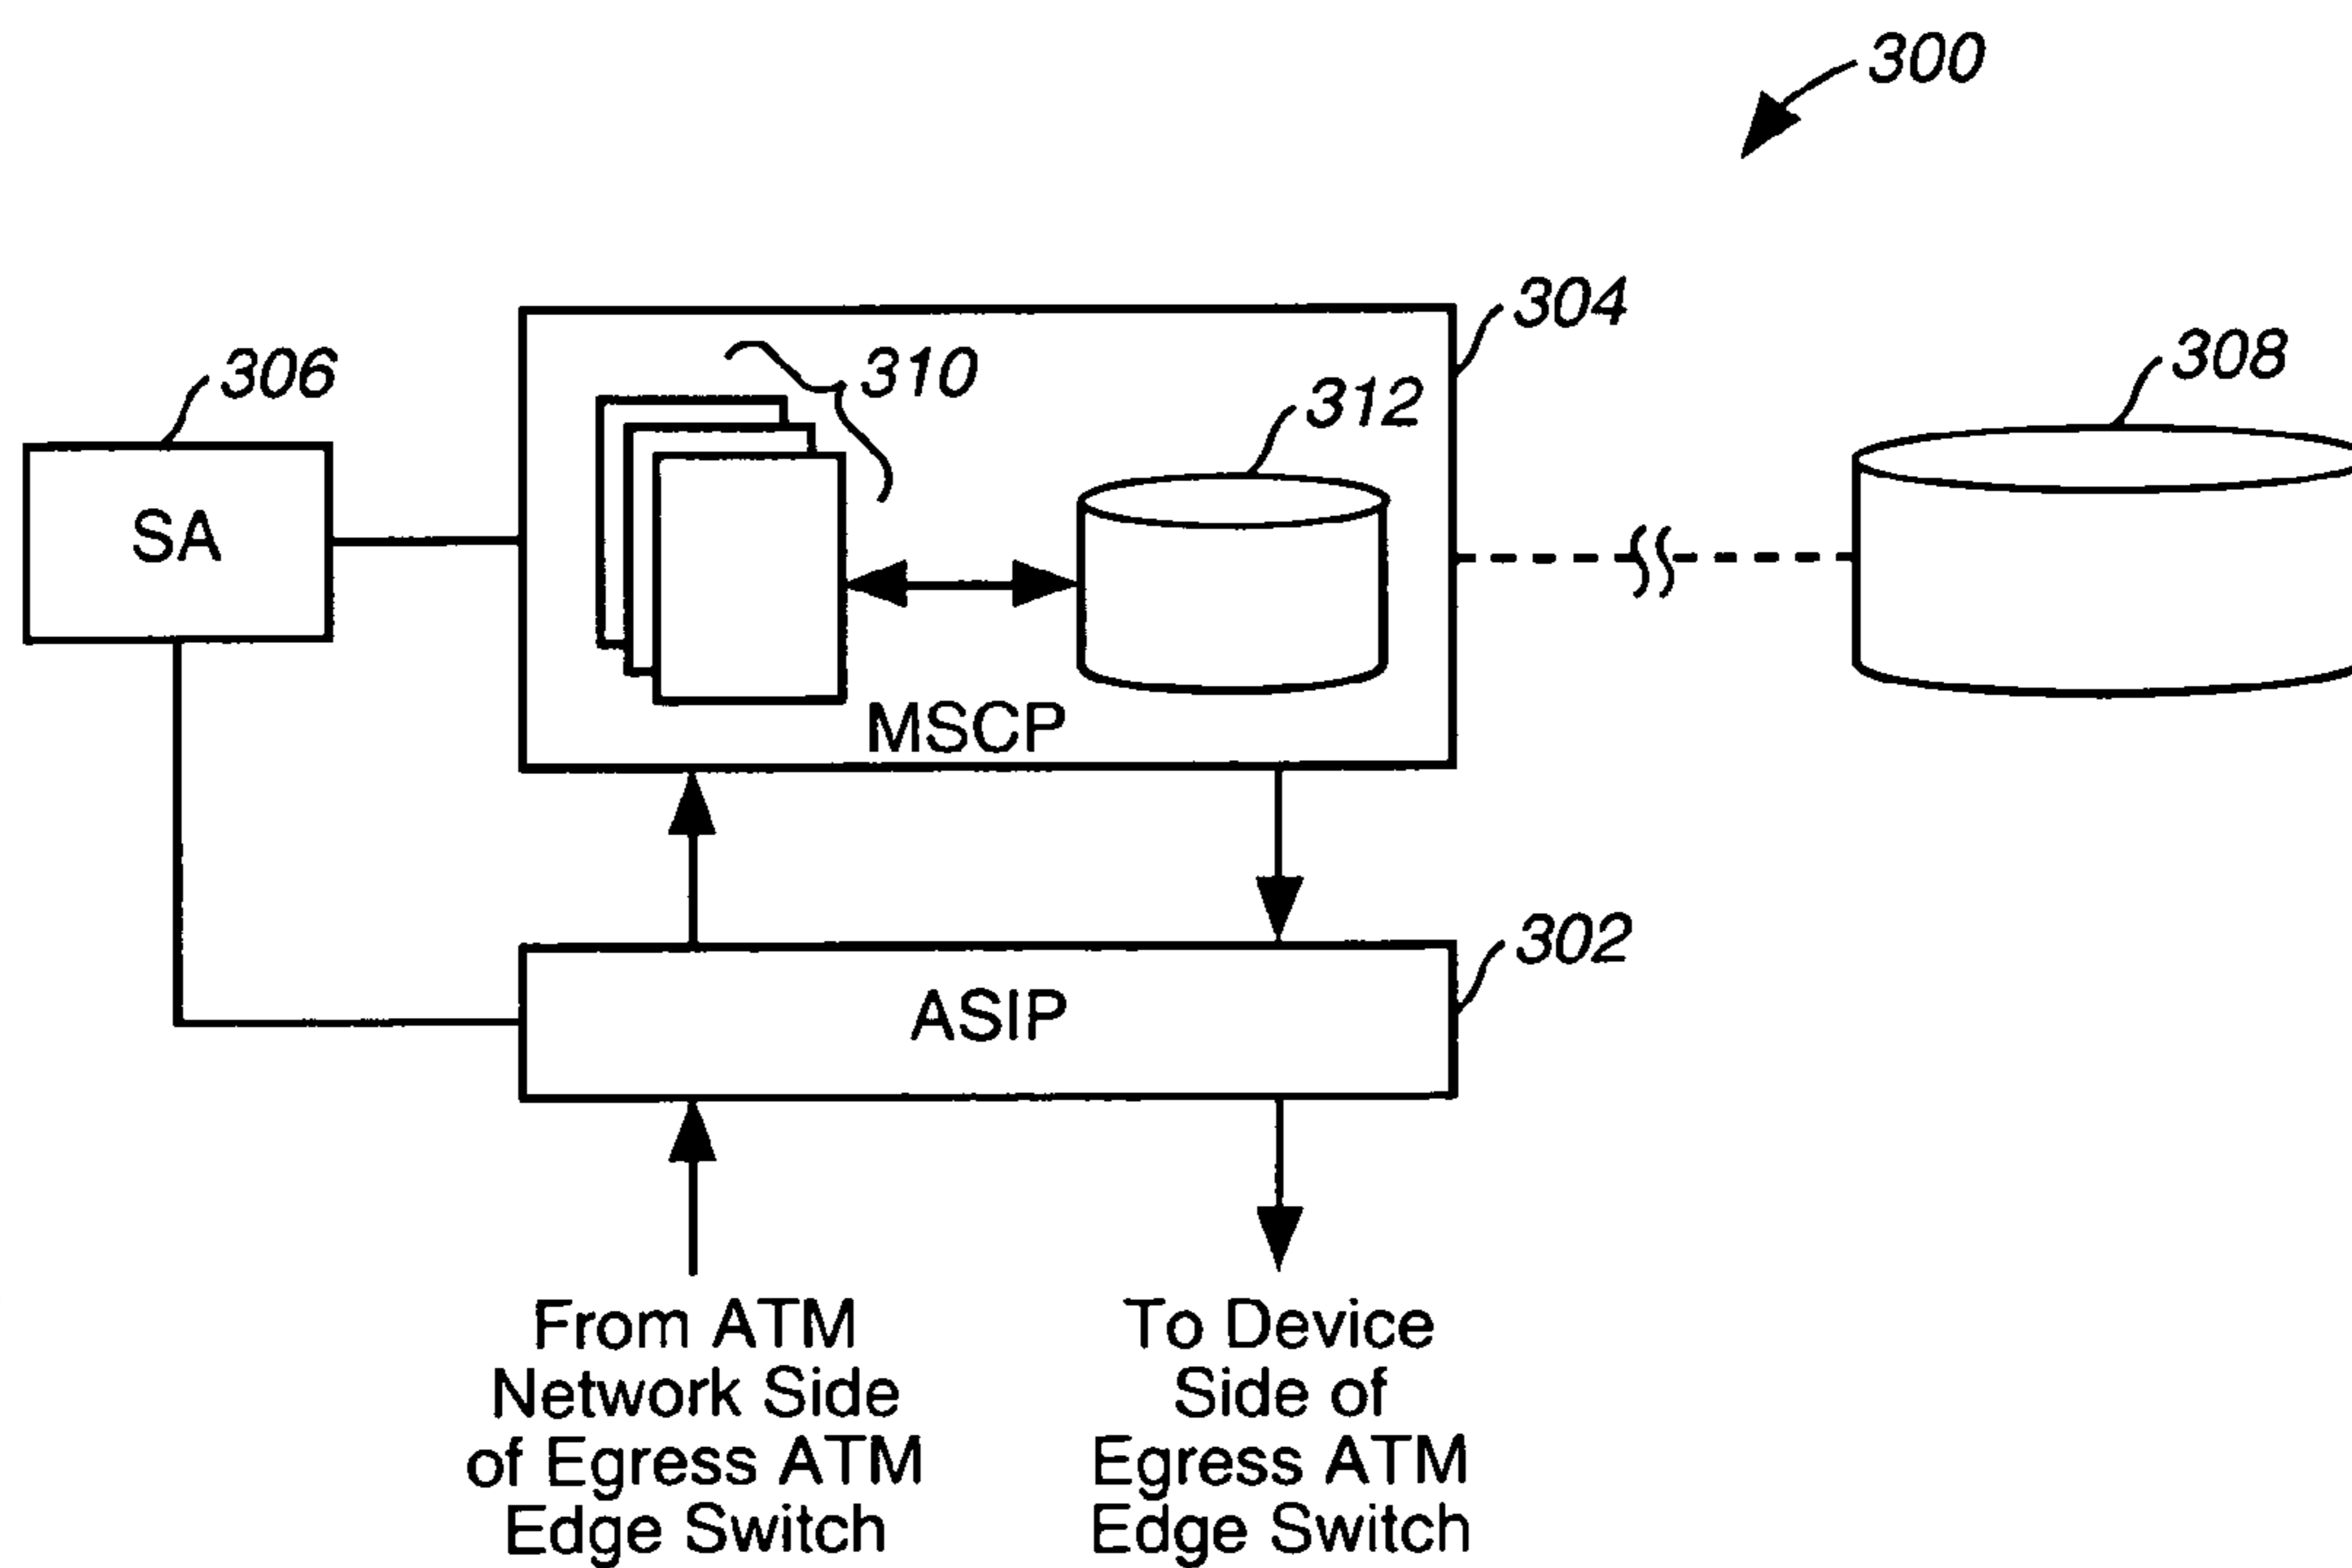 300
304
308
306
310
312
SA
MSCP
302
ASIP
From ATM
Network Side
of Egress ATM
Edge Switch
To Device
Side of
Egress ATM
Edge Switch